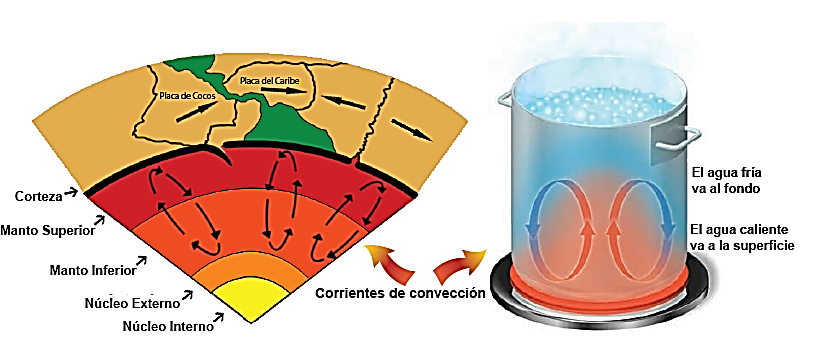 Placa del Caribe
Placa de Cocos
Corteza
Manto Superior
Manto Inferior
Núcleo Externo
Núcleo Interno
Corrientes de convección
El agua fría
va al fondo
El agua caliente
va a la superficie